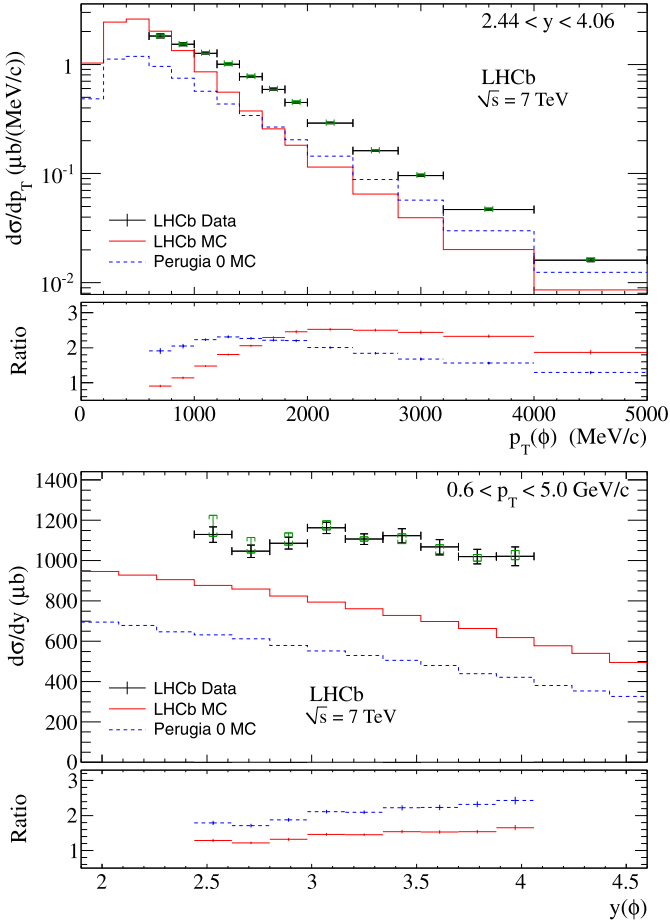 2.44 < y < 4.06
LHCb
√s = 7 TeV
dσ/dp_T (μb/(MeV/c))
1
10⁻¹
10⁻²
LHCb Data
LHCb MC
Perugia 0 MC
Ratio
3
2
1
0 1000 2000 3000 4000 5000
p_T(ϕ) (MeV/c)
0.6 < p_T < 5.0 GeV/c
dσ/dy (μb)
1400
1200
1000
800
600
400
200
0
LHCb
√s = 7 TeV
LHCb Data
LHCb MC
Perugia 0 MC
Ratio
3
2
1
2 2.5 3 3.5 4 4.5
y(ϕ)